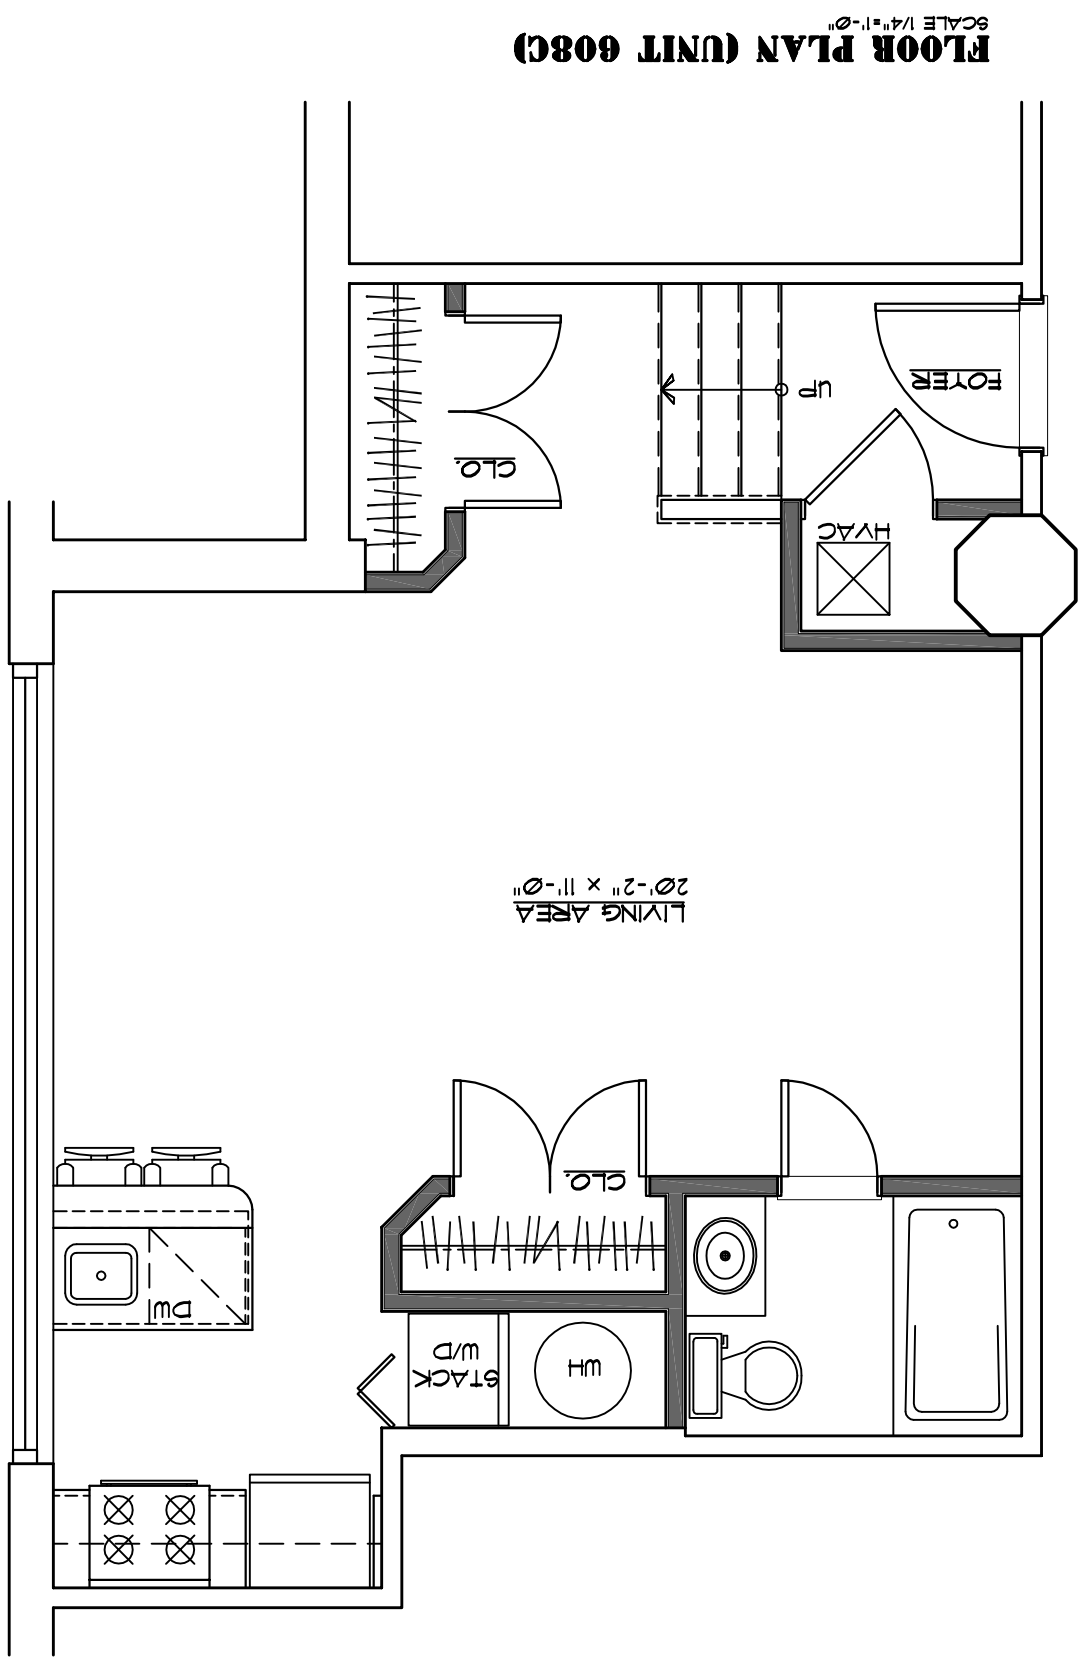 FLOOR PLAN (UNIT 608C)
SCALE 1/4"=1'-0"
FOYER
UP
CLO.
HVAC
LIVING AREA
20'-2" x 11'-0"
CLO.
DW
STACK
W/D
WH